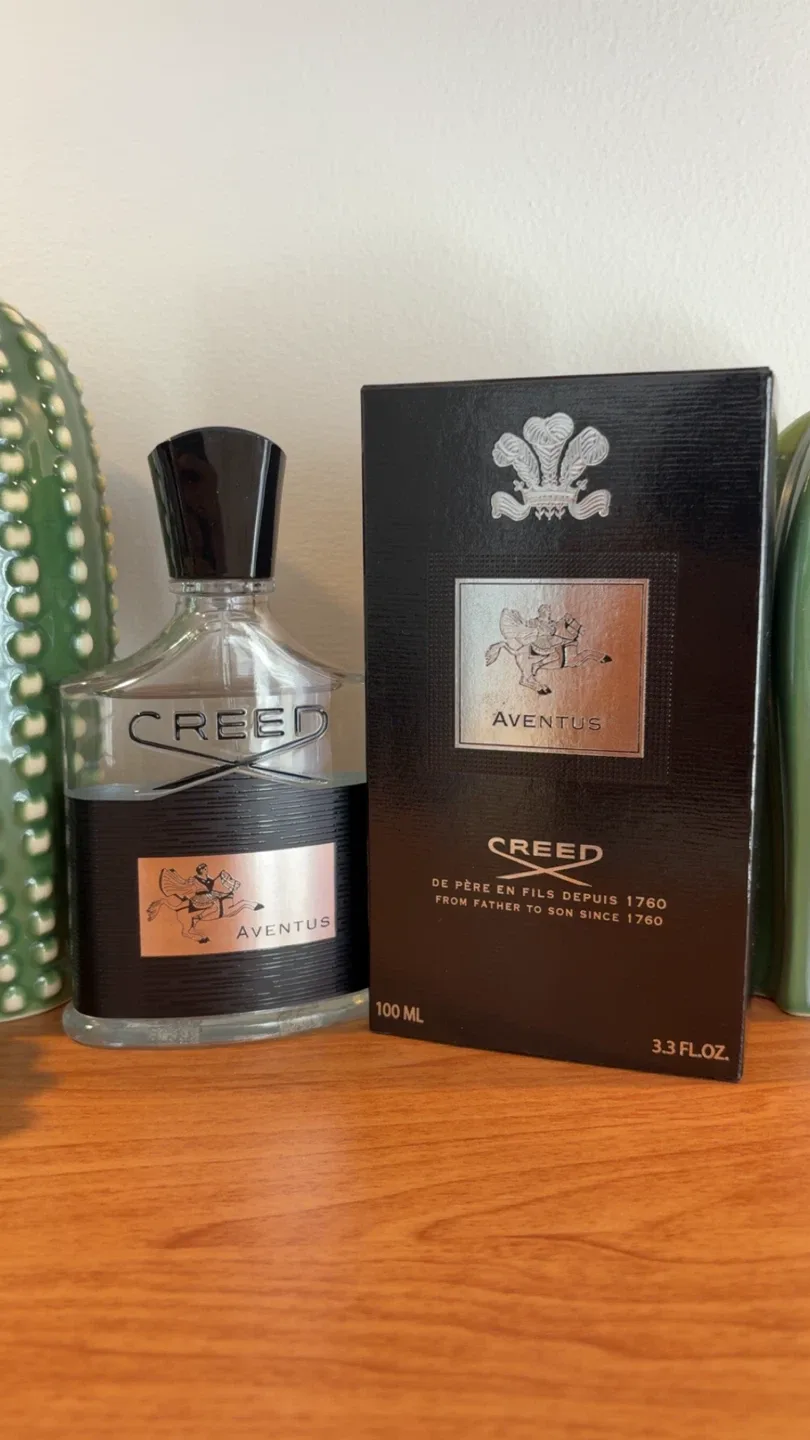 CREED
AVENTUS
AVENTUS
CREED
DE PÈRE EN FILS DEPUIS 1760
FROM FATHER TO SON SINCE 1760
100 ML
3.3 FL.OZ.